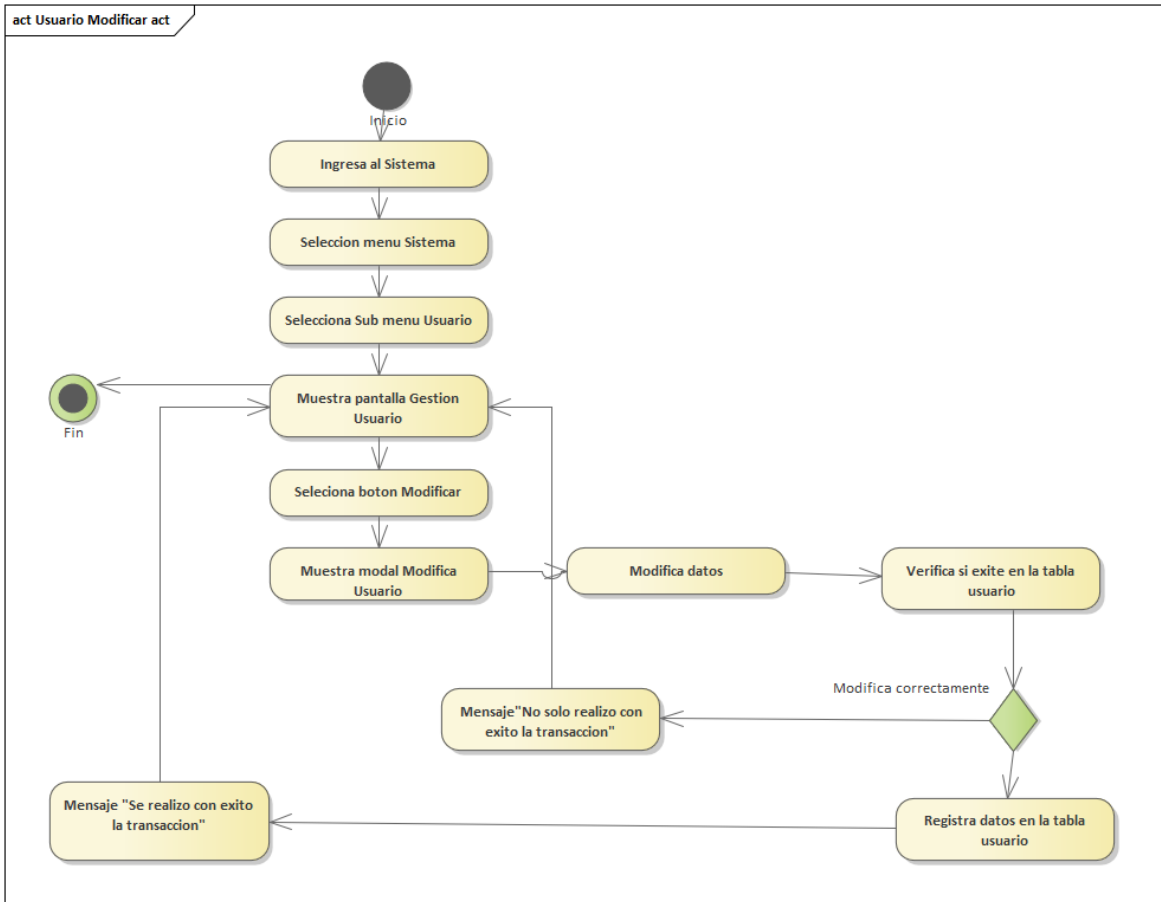 act Usuario Modificar act
Inicio
Ingresa al Sistema
Seleccion menu Sistema
Selecciona Sub menu Usuario
Muestra pantalla Gestion
Usuario
Fin
Seleciona boton Modificar
Muestra modal Modifica
Usuario
Modifica datos
Verifica si exite en la tabla
usuario
Modifica correctamente
Mensaje"No solo realizo con
exito la transaccion"
Mensaje "Se realizo con exito
la transaccion"
Registra datos en la tabla
usuario